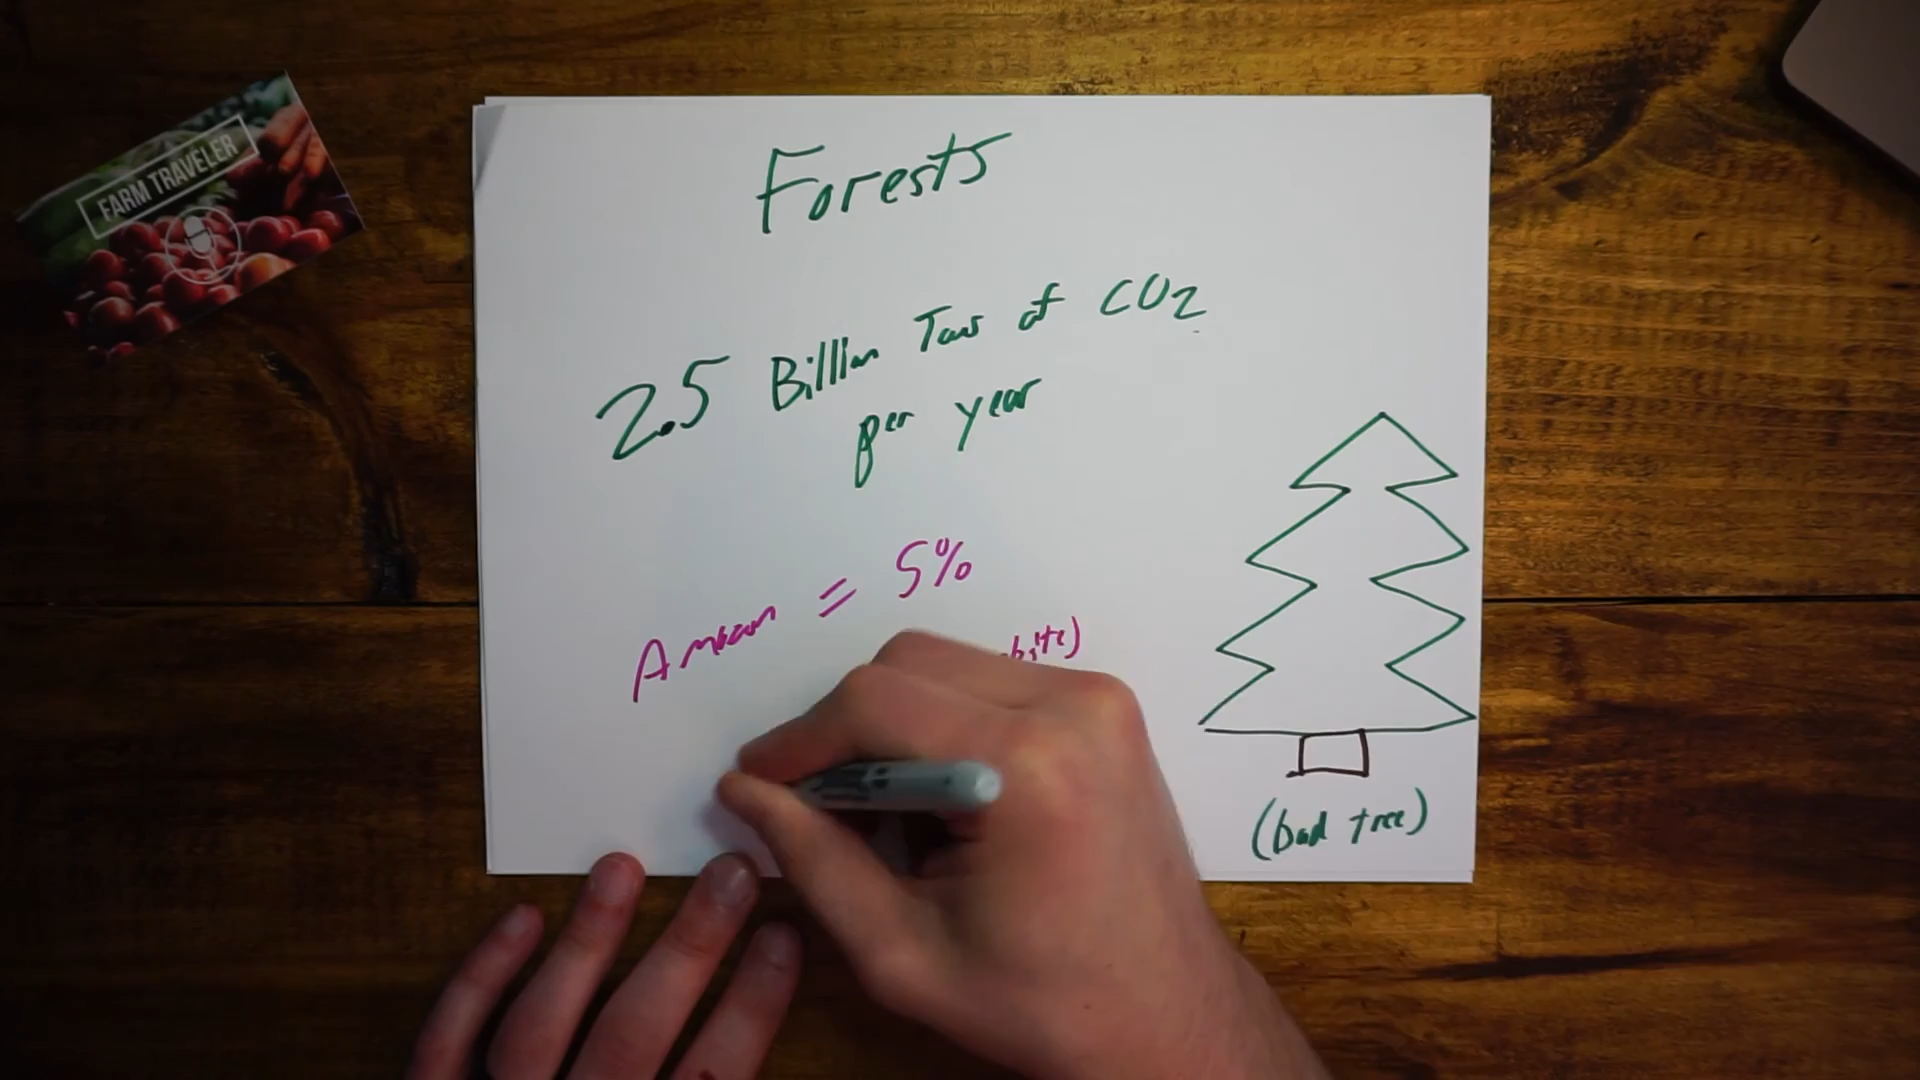 FARM TRAVELER
Forests
2.5 Billion Tons of CO2
per year
Amazon = 5%
(bad tree)